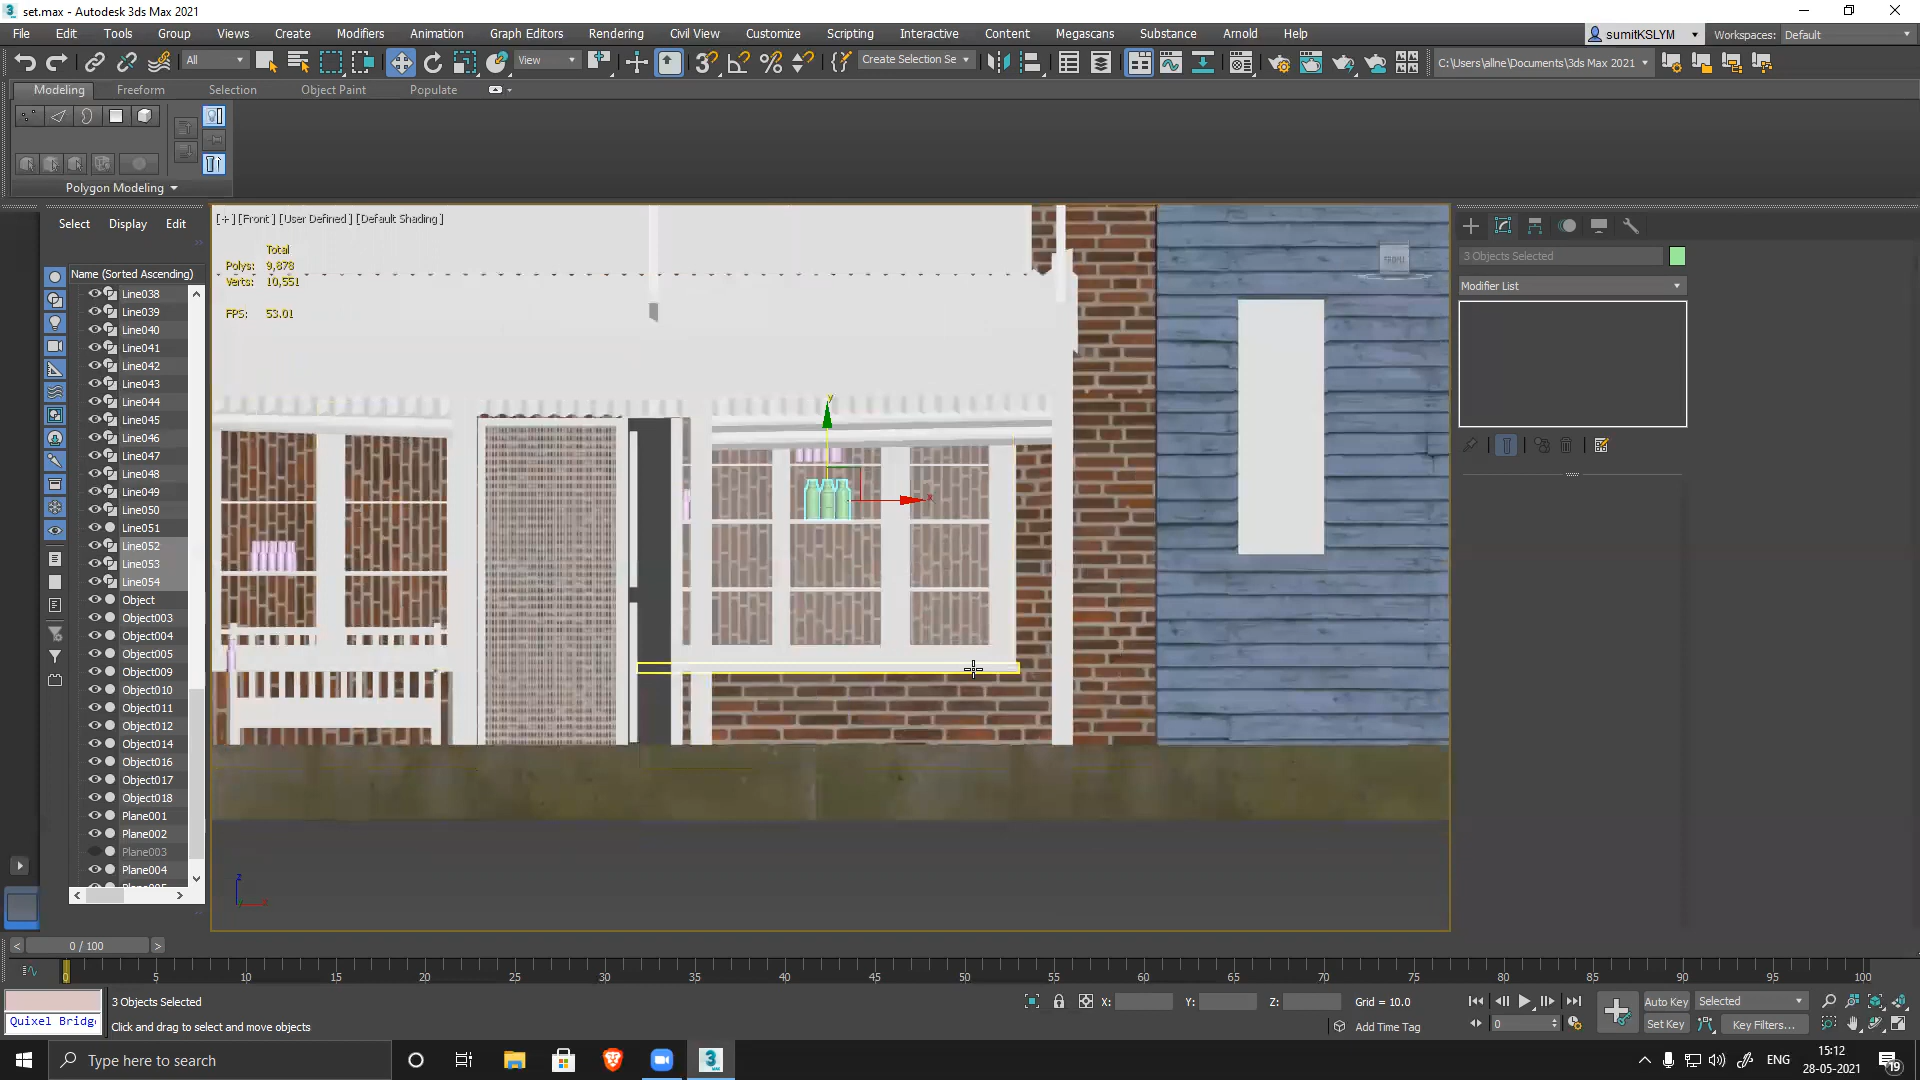 set.max - Autodesk 3ds Max 2021
File Edit Tools Group Views Create Modifiers Animation Graph Editors Rendering Civil View Customize Scripting Interactive Content Megascans Substance Arnold Help
sumitKSLYM Workspaces: Default
All View Create Selection Se C:\Users\allne\Documents\3ds Max 2021
Modeling Freeform Selection Object Paint Populate
Polygon Modeling
Select Display Edit
[+] [Front] [User Defined] [Default Shading]
Total
Polys: 9,878
Verts: 10,551
FPS: 53.01
FRONT
3 Objects Selected
Modifier List
Name (Sorted Ascending)
Line038
Line039
Line040
Line041
Line042
Line043
Line044
Line045
Line046
Line047
Line048
Line049
Line050
Line051
Line052
Line053
Line054
Object
Object003
Object004
Object005
Object009
Object010
Object011
Object012
Object014
Object016
Object017
Object018
Plane001
Plane002
Plane003
Plane004
Plane005
y
x
z
0 / 100
0 5 10 15 20 25 30 35 40 45 50 55 60 65 70 75 80 85 90 95 100
3 Objects Selected
X: Y: Z: Grid = 10.0
Auto Key Selected
Quixel Bridg
Click and drag to select and move objects
Add Time Tag
0
Set Key Key Filters...
Type here to search
ENG
15:12
28-05-2021
19